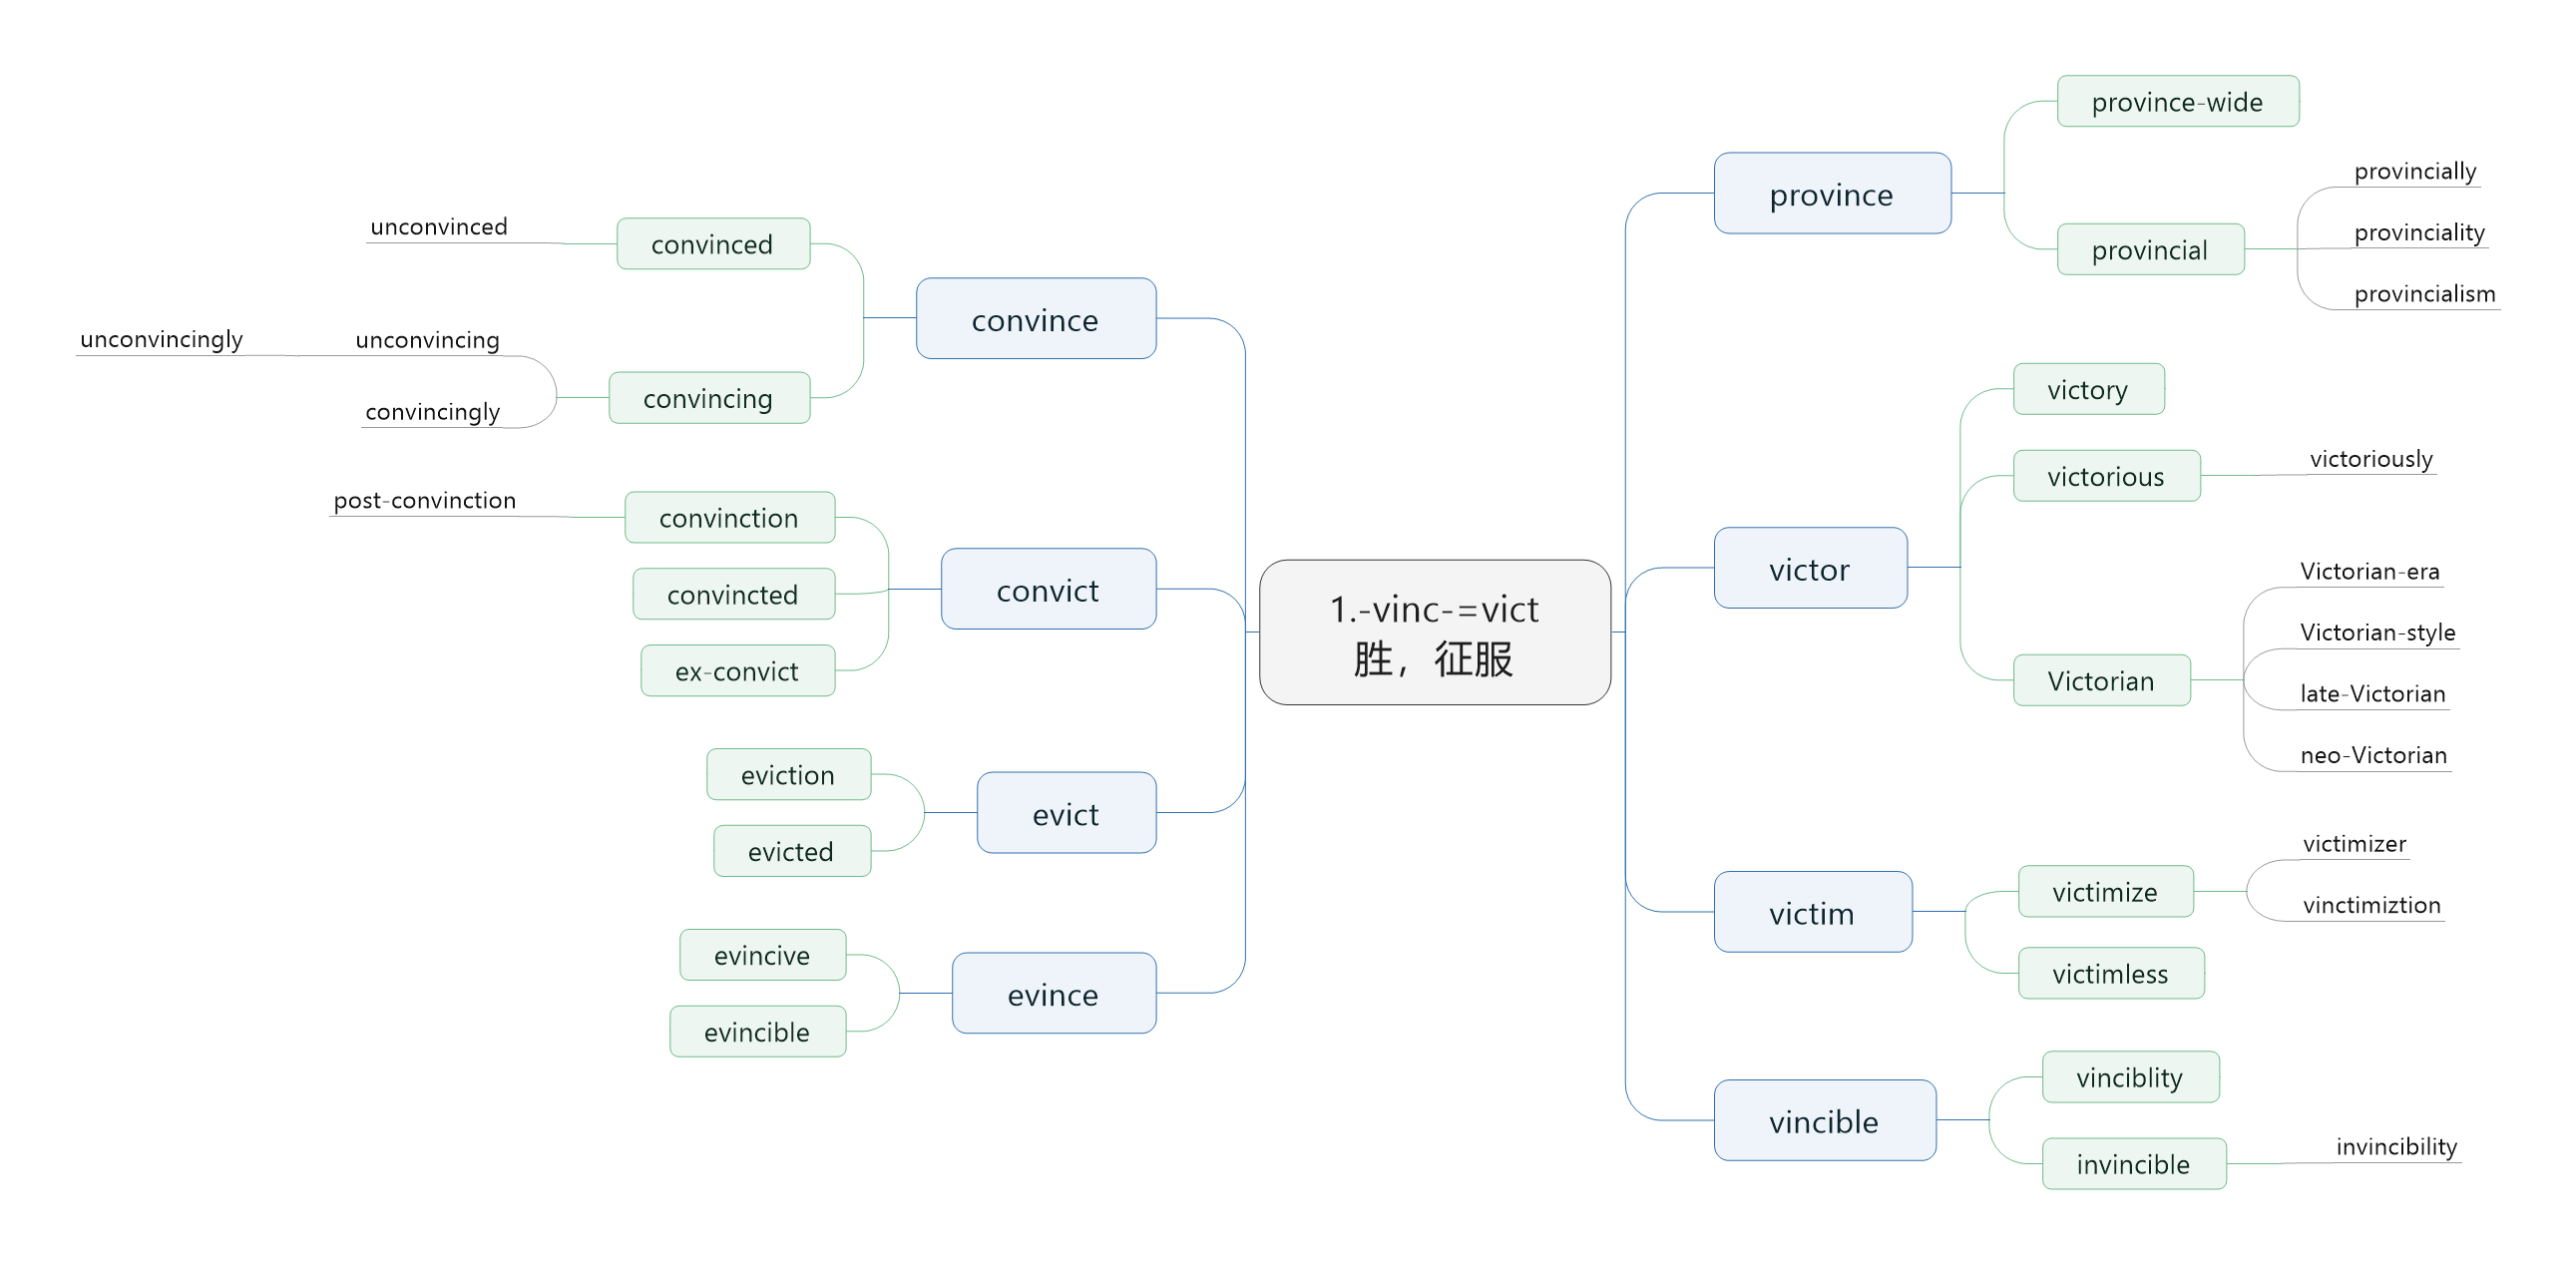 1.-vinc-=vict
胜，征服
province
province-wide
provincial
provincially
provinciality
provincialism
victor
victory
victorious
victoriously
Victorian
Victorian-era
Victorian-style
late-Victorian
neo-Victorian
victim
victimize
victimizer
vinctimiztion
victimless
vincible
vinciblity
invincible
invincibility
convince
convinced
unconvinced
convincing
unconvincing
unconvincingly
convincingly
convict
convinction
post-convinction
convincted
ex-convict
evict
eviction
evicted
evince
evincive
evincible